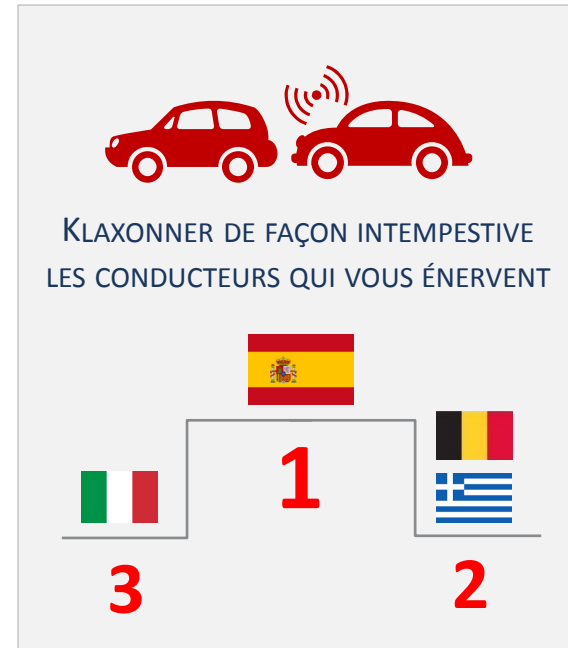 KLAXONNER DE FAÇON INTEMPESTIVE
LES CONDUCTEURS QUI VOUS ÉNERVENT
1
3
2